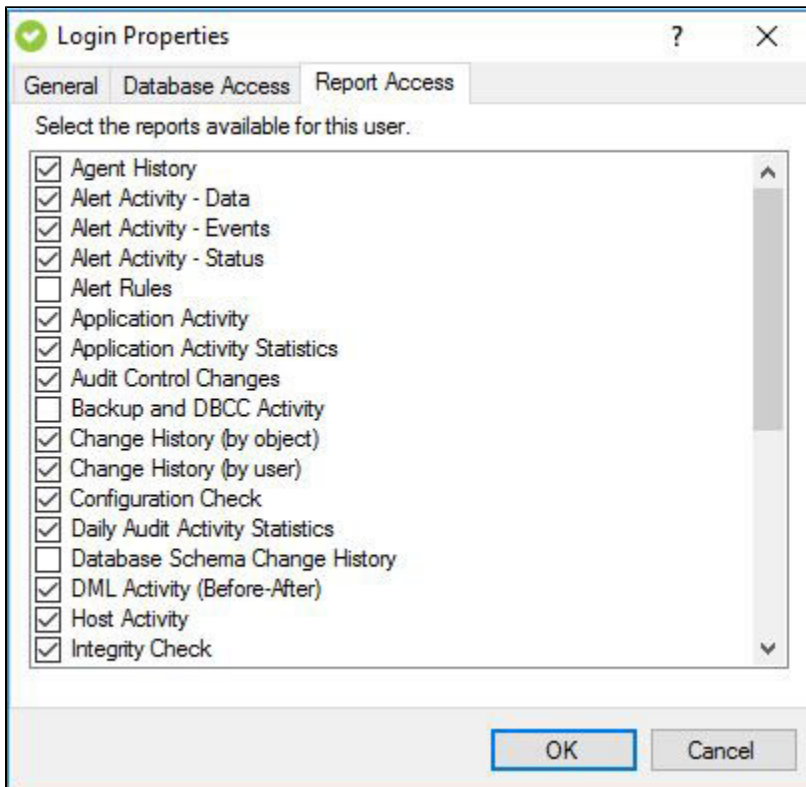 Login Properties ?
General Database Access Report Access
Select the reports available for this user.
Agent History
Alert Activity - Data
Alert Activity - Events
Alert Activity - Status
Alert Rules
Application Activity
Application Activity Statistics
Audit Control Changes
Backup and DBCC Activity
Change History (by object)
Change History (by user)
Configuration Check
Daily Audit Activity Statistics
Database Schema Change History
DML Activity (Before-After)
Host Activity
Integrity Check
OK Cancel